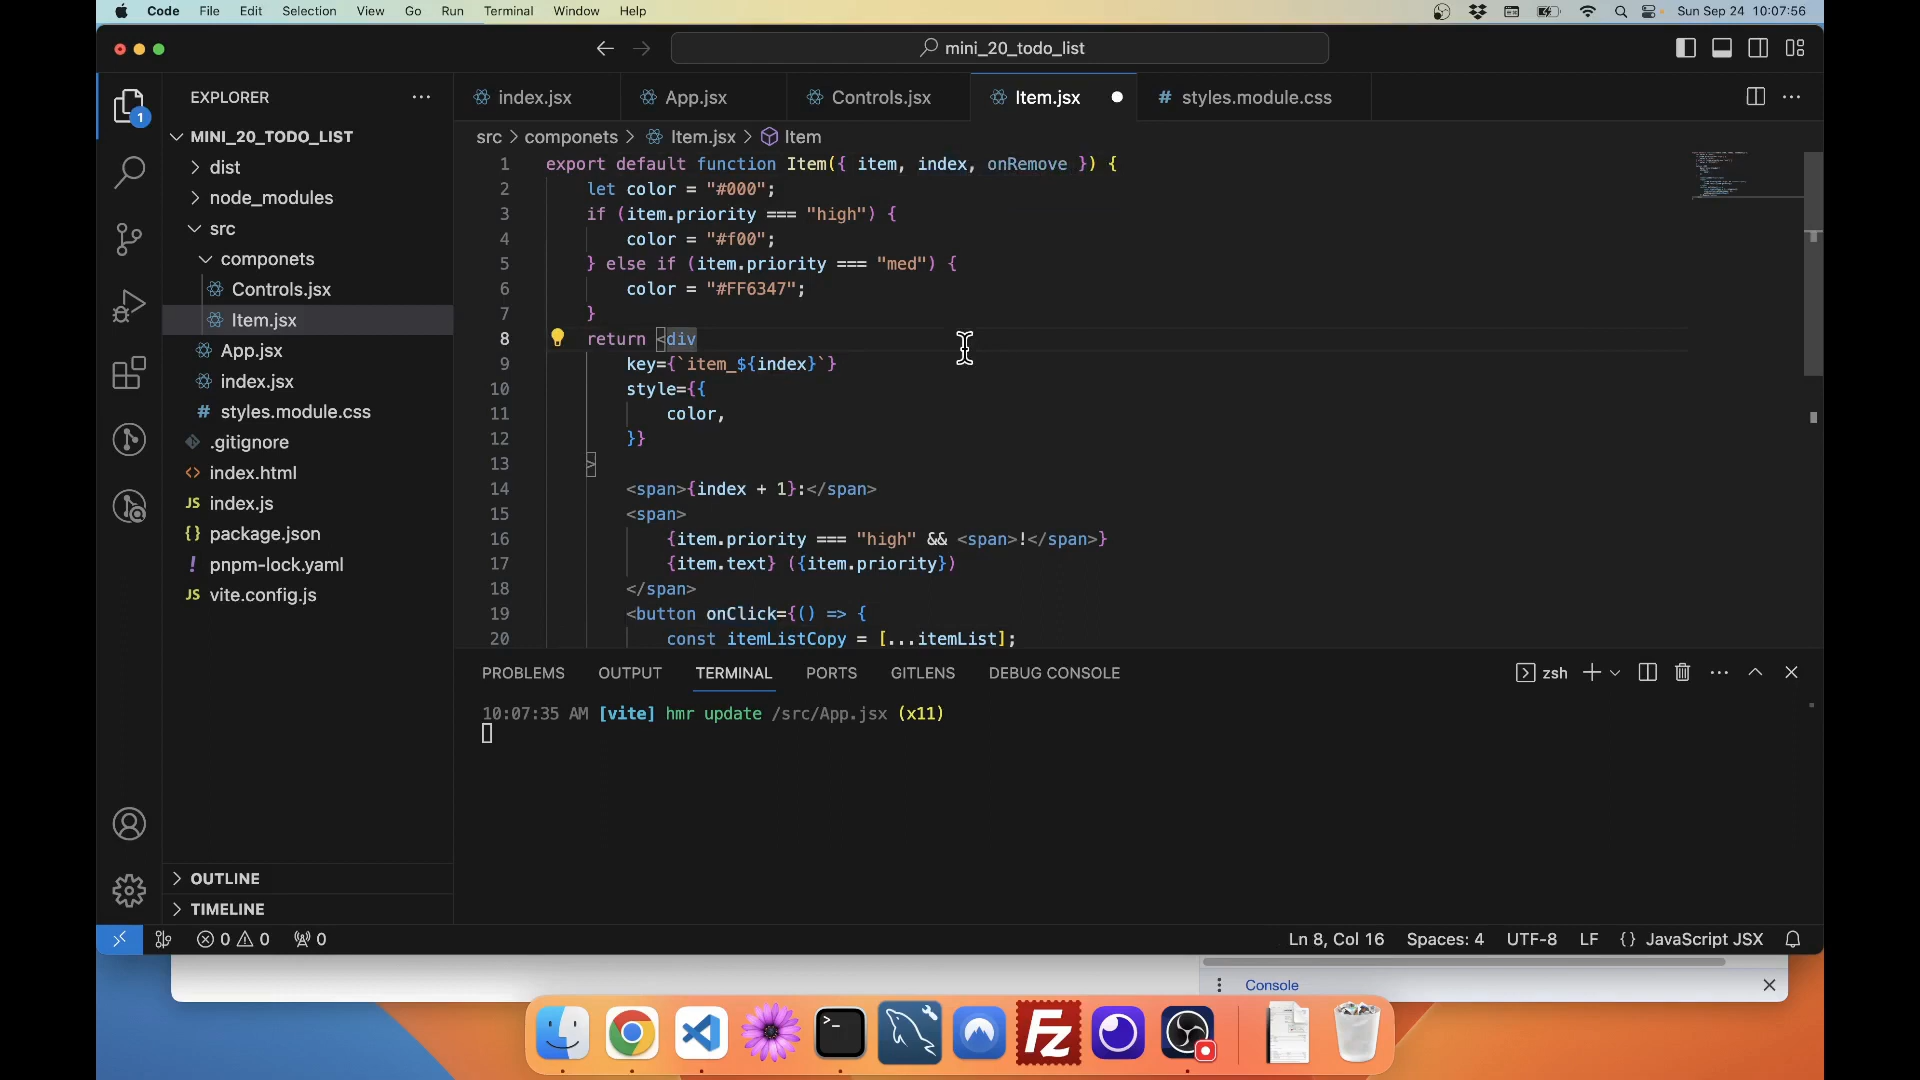 Code File Edit Selection View Go Run Terminal Window Help Sun Sep 24 10:07:56
mini_20_todo_list
EXPLORER
index.jsx App.jsx Controls.jsx Item.jsx # styles.module.css
MINI_20_TODO_LIST
dist
node_modules
src
componets
Controls.jsx
Item.jsx
App.jsx
index.jsx
# styles.module.css
.gitignore
<> index.html
JS index.js
{} package.json
! pnpm-lock.yaml
JS vite.config.js
OUTLINE
TIMELINE
1
src > componets > Item.jsx > Item
1 export default function Item({ item, index, onRemove }) {
2 let color = "#000";
3 if (item.priority === "high") {
4 color = "#f00";
5 } else if (item.priority === "med") {
6 color = "#FF6347";
7 }
8 return <div
9 key={`item_${index}`}
10 style={{
11 color,
12 }}
13 >
14 <span>{index + 1}:</span>
15 <span>
16 {item.priority === "high" && <span>!</span>}
17 {item.text} ({item.priority})
18 </span>
19 <button onClick={() => {
20 const itemListCopy = [...itemList];
PROBLEMS OUTPUT TERMINAL PORTS GITLENS DEBUG CONSOLE zsh
10:07:35 AM [vite] hmr update /src/App.jsx (x11)
0 0 0 Ln 8, Col 16 Spaces: 4 UTF-8 LF {} JavaScript JSX
Console
Fz